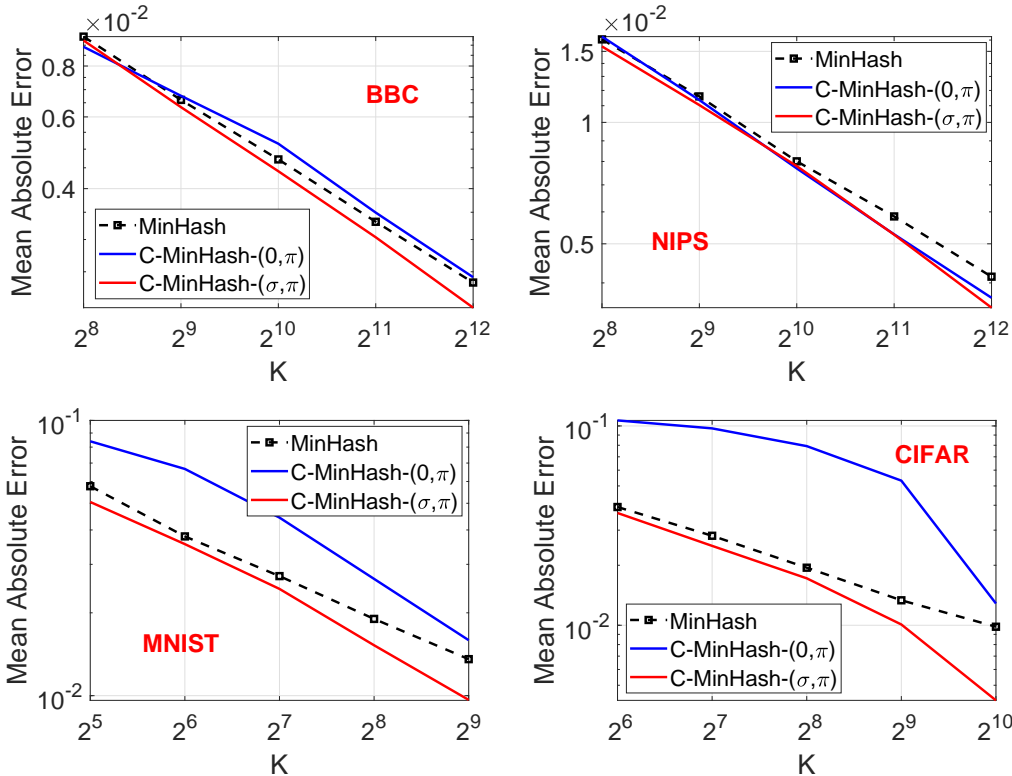 ×10⁻²
0.8
0.6
0.4
Mean Absolute Error
BBC
MinHash
C-MinHash-(0,π)
C-MinHash-(σ,π)
2⁸ 2⁹ 2¹⁰ 2¹¹ 2¹²
K
×10⁻²
1.5
1
0.5
Mean Absolute Error
MinHash
C-MinHash-(0,π)
C-MinHash-(σ,π)
NIPS
2⁸ 2⁹ 2¹⁰ 2¹¹ 2¹²
K
10⁻¹
10⁻²
Mean Absolute Error
MinHash
C-MinHash-(0,π)
C-MinHash-(σ,π)
MNIST
2⁵ 2⁶ 2⁷ 2⁸ 2⁹
K
10⁻¹
10⁻²
Mean Absolute Error
CIFAR
MinHash
C-MinHash-(0,π)
C-MinHash-(σ,π)
2⁶ 2⁷ 2⁸ 2⁹ 2¹⁰
K